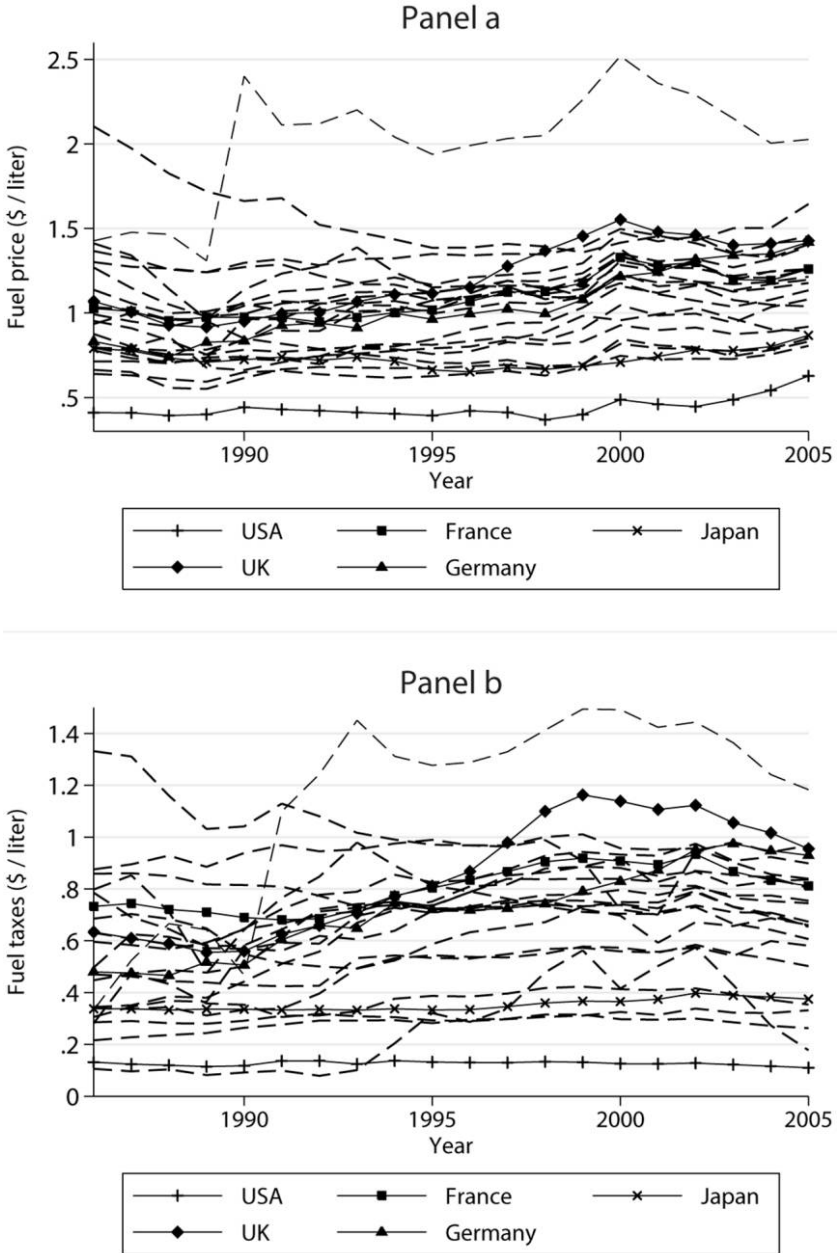 Panel a
Fuel price ($ / liter)
2.5
2
1.5
1
.5
1990 1995 2000 2005
Year
USA France Japan
UK Germany
Panel b
Fuel taxes ($ / liter)
1.4
1.2
1
.8
.6
.4
.2
0
1990 1995 2000 2005
Year
USA France Japan
UK Germany